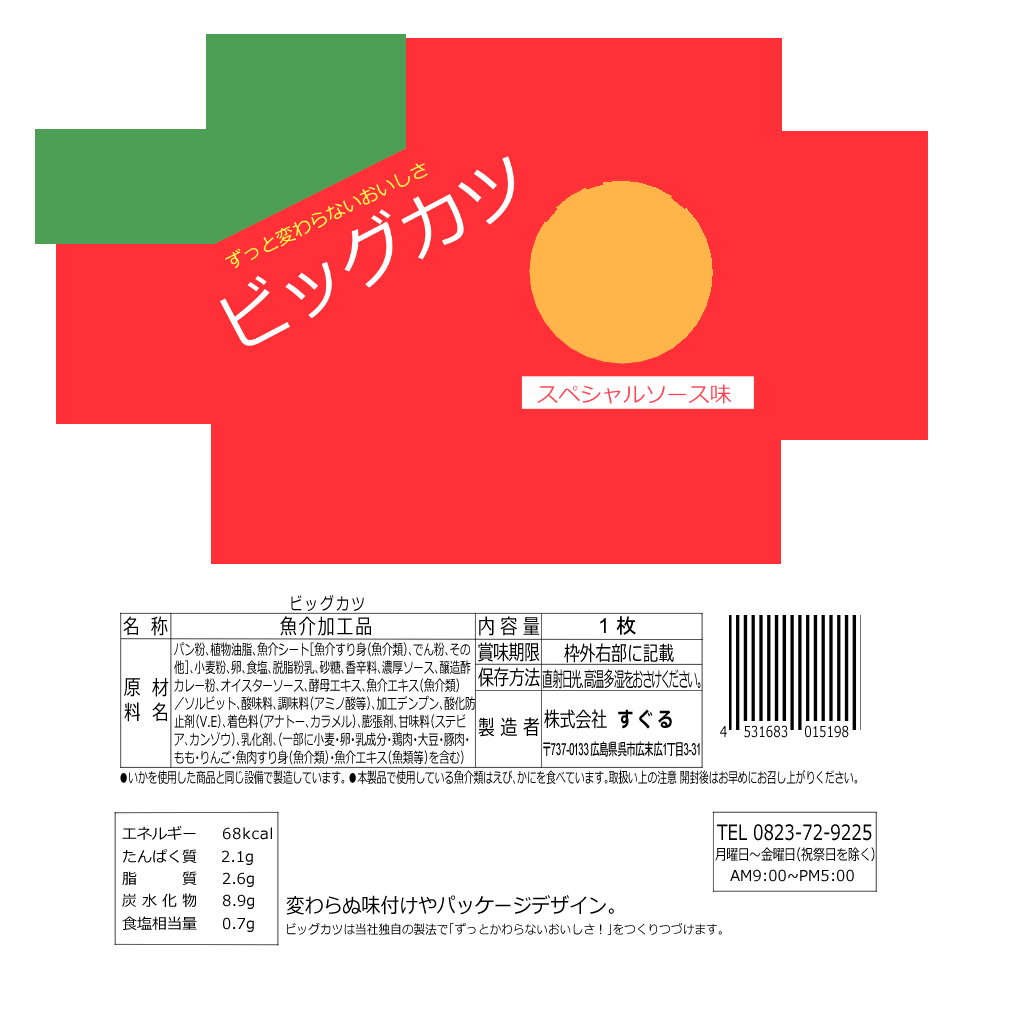 ずっと変わらないおいしさ
ビッグカツ
スペシャルソース味
ビッグカツ
名 称
魚介加工品
原 材
料 名
パン粉、植物油脂、魚介シート[魚介すり身(魚介類)、でん粉、その
他]、小麦粉、卵、食塩、脱脂粉乳、砂糖、香辛料、濃厚ソース、醸造酢
カレー粉、オイスターソース、酵母エキス、魚介エキス(魚介類)
/ソルビット、酸味料、調味料(アミノ酸等)、加工デンプン、酸化防
止剤(V.E)、着色料(アナトー、カラメル)、膨張剤、甘味料(ステビ
ア、カンゾウ)、乳化剤、(一部に小麦・卵・乳成分・鶏肉・大豆・豚肉・
もも・りんご・魚肉すり身(魚介類)・魚介エキス(魚類等)を含む)
内 容 量
1 枚
賞味期限
枠外右部に記載
保存方法
直射日光、高温多湿をおさけください。
製 造 者
株式会社 すぐる
〒737-0133 広島県呉市広末広1丁目3-31
4 531683 015198
●いかを使用した商品と同じ設備で製造しています。●本製品で使用している魚介類はえび、かにを食べています。取扱い上の注意 開封後はお早めにお召し上がりください。
エネルギー 68kcal
たんぱく質 2.1g
脂 質 2.6g
炭 水 化 物 8.9g
食塩相当量 0.7g
TEL 0823-72-9225
月曜日~金曜日(祝祭日を除く)
AM9:00~PM5:00
変わらぬ味付けやパッケージデザイン。
ビッグカツは当社独自の製法で「ずっとかわらないおいしさ!」をつくりつづけます。